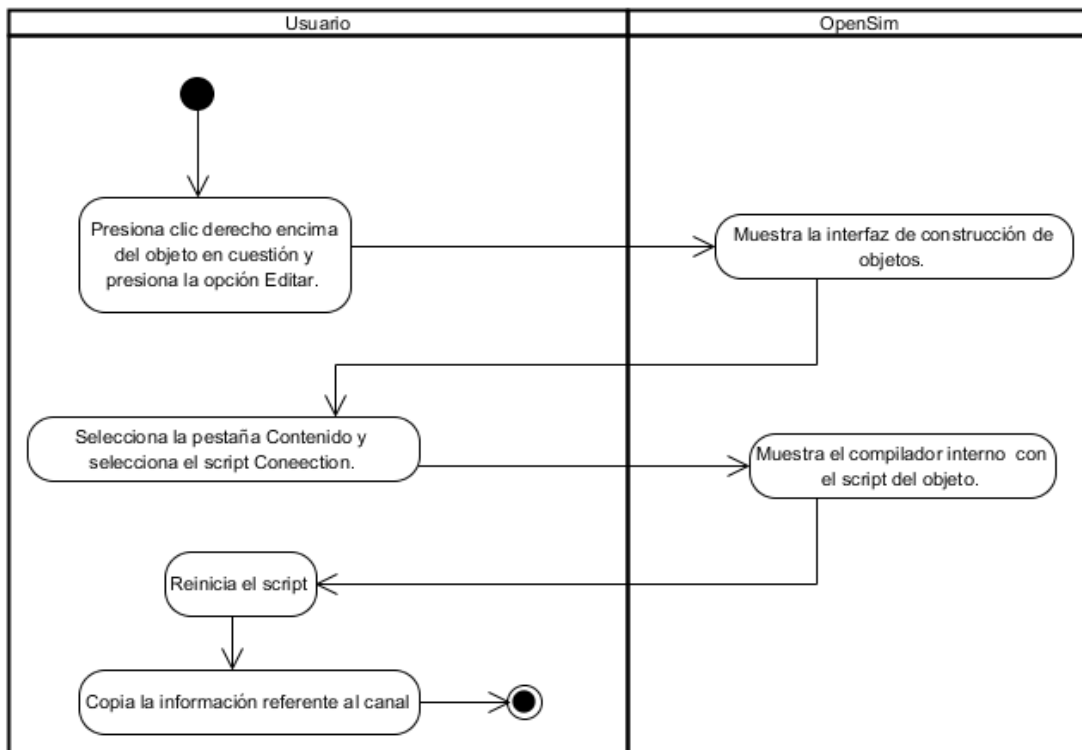 Usuario
OpenSim
Presiona clic derecho encima
del objeto en cuestión y
presiona la opción Editar.
Muestra la interfaz de construcción de
objetos.
Selecciona la pestaña Contenido y
selecciona el script Coneection.
Muestra el compilador interno con
el script del objeto.
Reinicia el script
Copia la información referente al canal